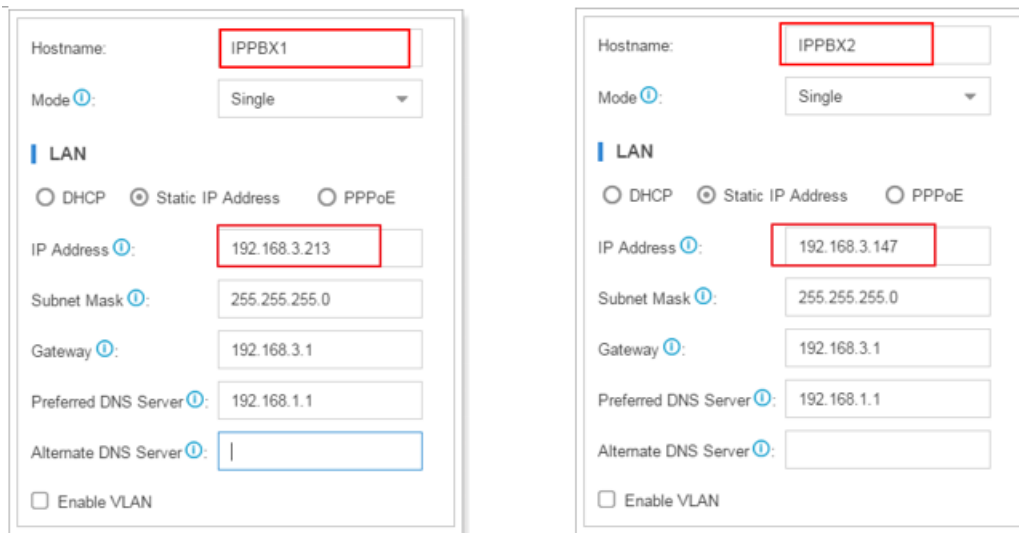 Hostname: IPPBX1
Mode: Single
LAN
DHCP Static IP Address PPPoE
IP Address: 192.168.3.213
Subnet Mask: 255.255.255.0
Gateway: 192.168.3.1
Preferred DNS Server: 192.168.1.1
Alternate DNS Server:
Enable VLAN
Hostname: IPPBX2
Mode: Single
LAN
DHCP Static IP Address PPPoE
IP Address: 192.168.3.147
Subnet Mask: 255.255.255.0
Gateway: 192.168.3.1
Preferred DNS Server: 192.168.1.1
Alternate DNS Server:
Enable VLAN